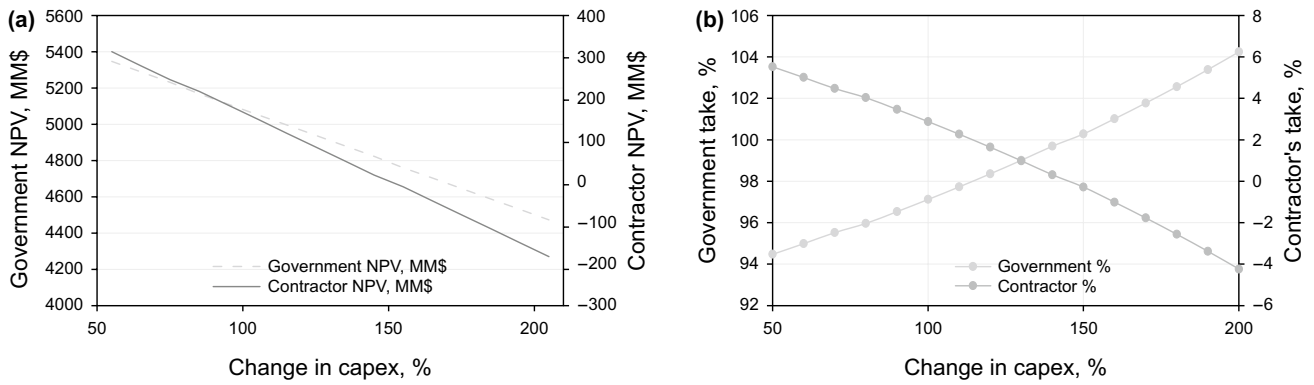 (a)
5600
5400
5200
5000
4800
4600
4400
4200
4000
Government NPV, MM$
400
300
200
100
0
−100
−200
−300
Contractor NPV, MM$
Government NPV, MM$
Contractor NPV, MM$
50 100 150 200
Change in capex, %
(b)
106
104
102
100
98
96
94
92
Government take, %
8
6
4
2
0
−2
−4
−6
Contractor's take, %
Government %
Contractor %
50 100 150 200
Change in capex, %